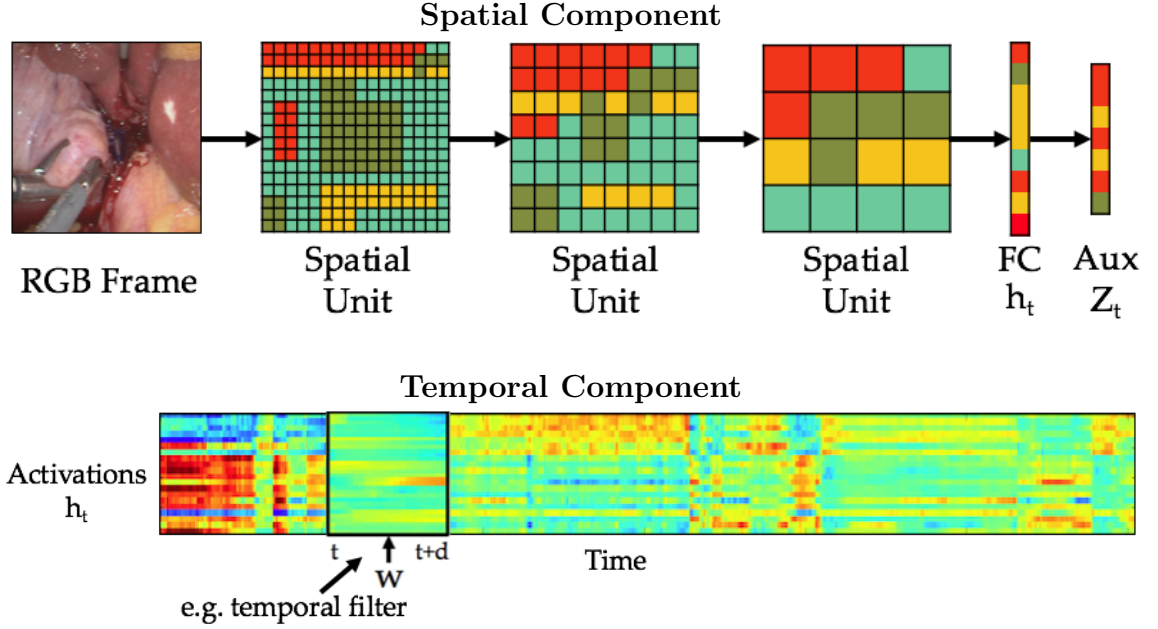 Spatial Component
RGB Frame
Spatial
Unit
Spatial
Unit
Spatial
Unit
FC
h_t
Aux
Z_t
Temporal Component
Activations
h_t
t
t+d
W
Time
e.g. temporal filter